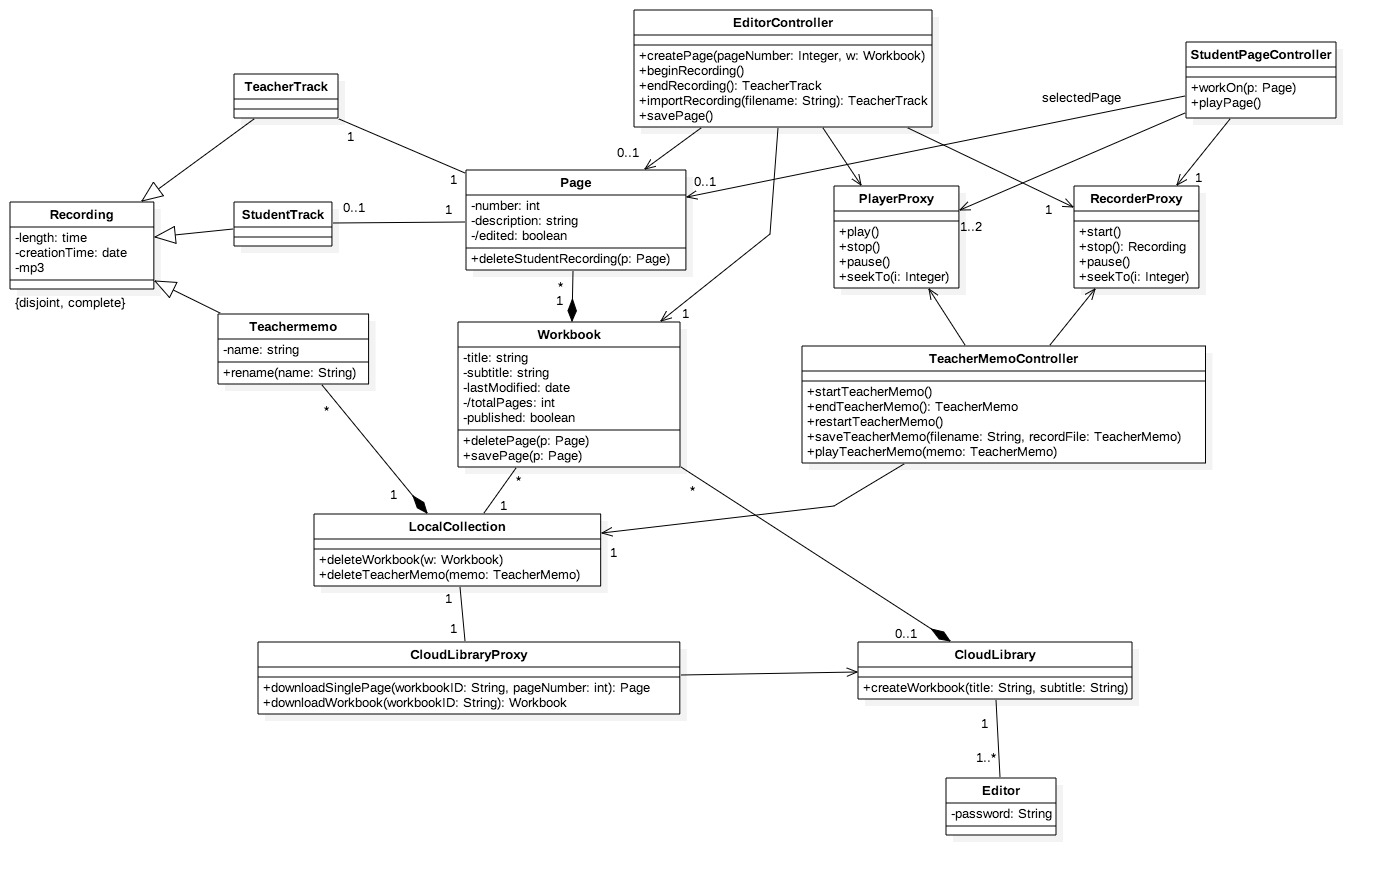 EditorController
+createPage(pageNumber: Integer, w: Workbook)
+beginRecording()
+endRecording(): TeacherTrack
+importRecording(filename: String): TeacherTrack
+savePage()
StudentPageController
+workOn(p: Page)
+playPage()
selectedPage
TeacherTrack
1
1
0..1
0..1
Page
-number: int
-description: string
-/edited: boolean
+deleteStudentRecording(p: Page)
PlayerProxy
+play()
+stop()
+pause()
+seekTo(i: Integer)
1..2
1
1
RecorderProxy
+start()
+stop(): Recording
+pause()
+seekTo(i: Integer)
Recording
-length: time
-creationTime: date
-mp3
{disjoint, complete}
StudentTrack
0..1
1
Teachermemo
-name: string
+rename(name: String)
*
1
*
1
1
Workbook
-title: string
-subtitle: string
-lastModified: date
-/totalPages: int
-published: boolean
+deletePage(p: Page)
+savePage(p: Page)
TeacherMemoController
+startTeacherMemo()
+endTeacherMemo(): TeacherMemo
+restartTeacherMemo()
+saveTeacherMemo(filename: String, recordFile: TeacherMemo)
+playTeacherMemo(memo: TeacherMemo)
*
1
*
LocalCollection
+deleteWorkbook(w: Workbook)
+deleteTeacherMemo(memo: TeacherMemo)
1
1
1
0..1
CloudLibraryProxy
+downloadSinglePage(workbookID: String, pageNumber: int): Page
+downloadWorkbook(workbookID: String): Workbook
CloudLibrary
+createWorkbook(title: String, subtitle: String)
1
1..*
Editor
-password: String